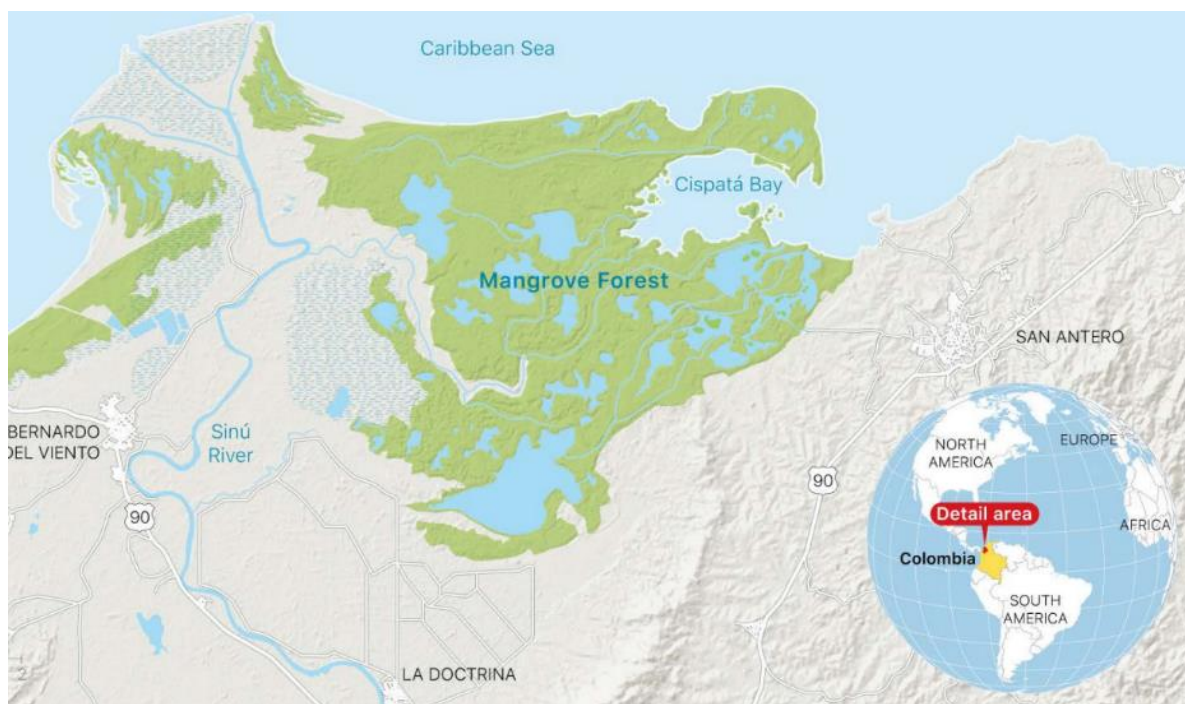 Caribbean Sea
Cispatá Bay
Mangrove Forest
SAN ANTERO
BERNARDO
DEL VIENTO
Sinú
River
90
90
NORTH
AMERICA
EUROPE
Detail area
AFRICA
Colombia
SOUTH
AMERICA
LA DOCTRINA